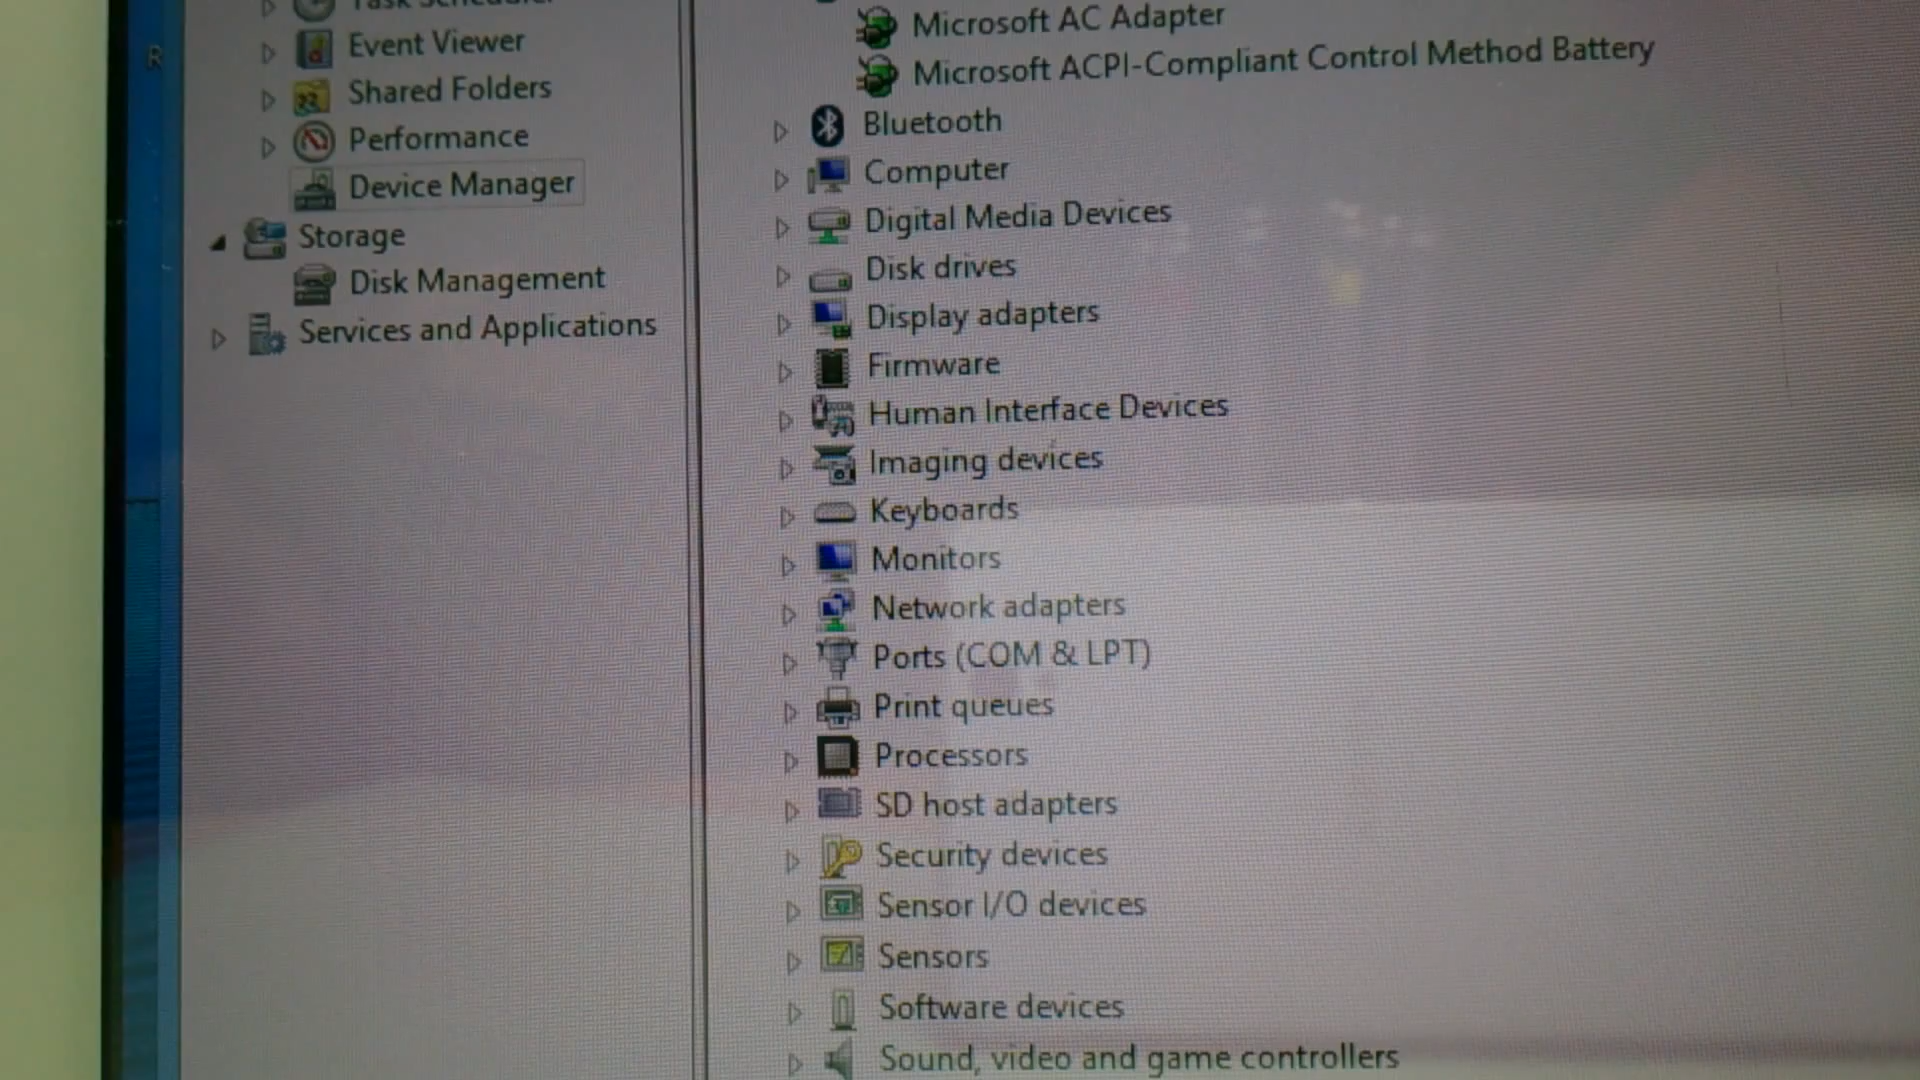 Task Scheduler
Event Viewer
Shared Folders
Performance
Device Manager
Storage
Disk Management
Services and Applications
R
Microsoft AC Adapter
Microsoft ACPI-Compliant Control Method Battery
Bluetooth
Computer
Digital Media Devices
Disk drives
Display adapters
Firmware
Human Interface Devices
Imaging devices
Keyboards
Monitors
Network adapters
Ports (COM & LPT)
Print queues
Processors
SD host adapters
Security devices
Sensor I/O devices
Sensors
Software devices
Sound, video and game controllers